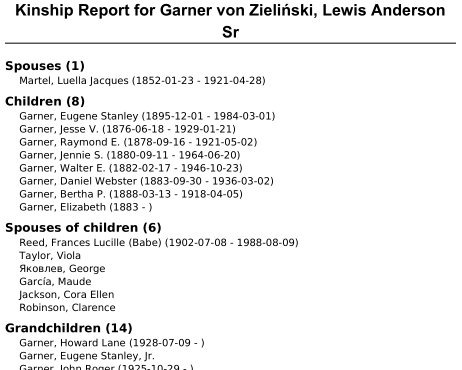 Kinship Report for Garner von Zieliński, Lewis Anderson
Sr
Spouses (1)
Martel, Luella Jacques (1852-01-23 - 1921-04-28)
Children (8)
Garner, Eugene Stanley (1895-12-01 - 1984-03-01)
Garner, Jesse V. (1876-06-18 - 1929-01-21)
Garner, Raymond E. (1878-09-16 - 1921-05-02)
Garner, Jennie S. (1880-09-11 - 1964-06-20)
Garner, Walter E. (1882-02-17 - 1946-10-23)
Garner, Daniel Webster (1883-09-30 - 1936-03-02)
Garner, Bertha P. (1888-03-13 - 1918-04-05)
Garner, Elizabeth (1883 - )
Spouses of children (6)
Reed, Frances Lucille (Babe) (1902-07-08 - 1988-08-09)
Taylor, Viola
Яковлев, George
García, Maude
Jackson, Cora Ellen
Robinson, Clarence
Grandchildren (14)
Garner, Howard Lane (1928-07-09 - )
Garner, Eugene Stanley, Jr.
Garner, John Roger (1925-10-29 - )